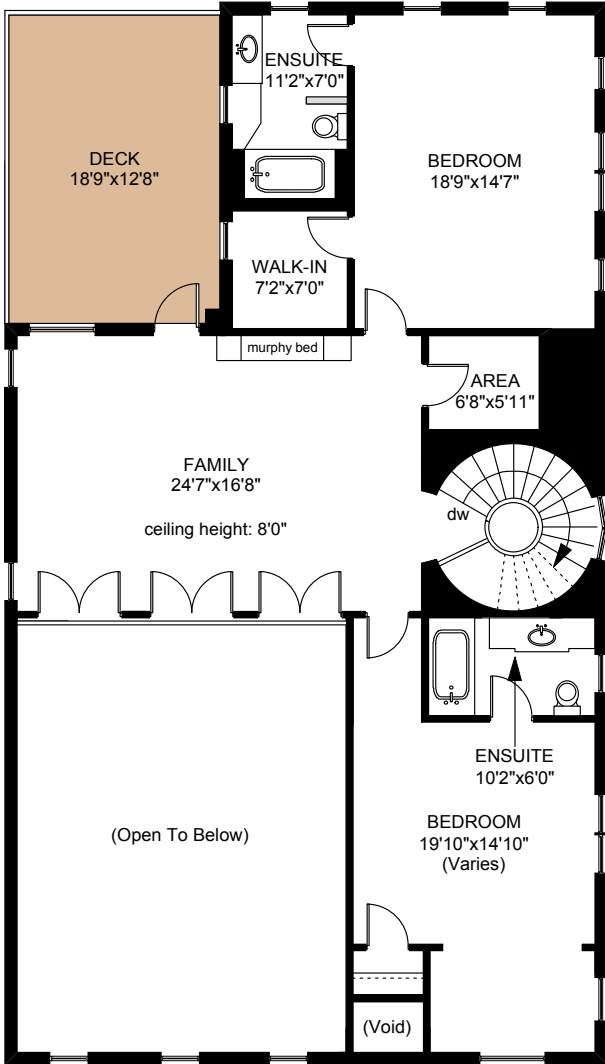 ENSUITE
11'2"x7'0"
DECK
18'9"x12'8"
BEDROOM
18'9"x14'7"
WALK-IN
7'2"x7'0"
murphy bed
AREA
6'8"x5'11"
FAMILY
24'7"x16'8"
ceiling height: 8'0"
dw
ENSUITE
10'2"x6'0"
BEDROOM
19'10"x14'10"
(Varies)
(Open To Below)
(Void)